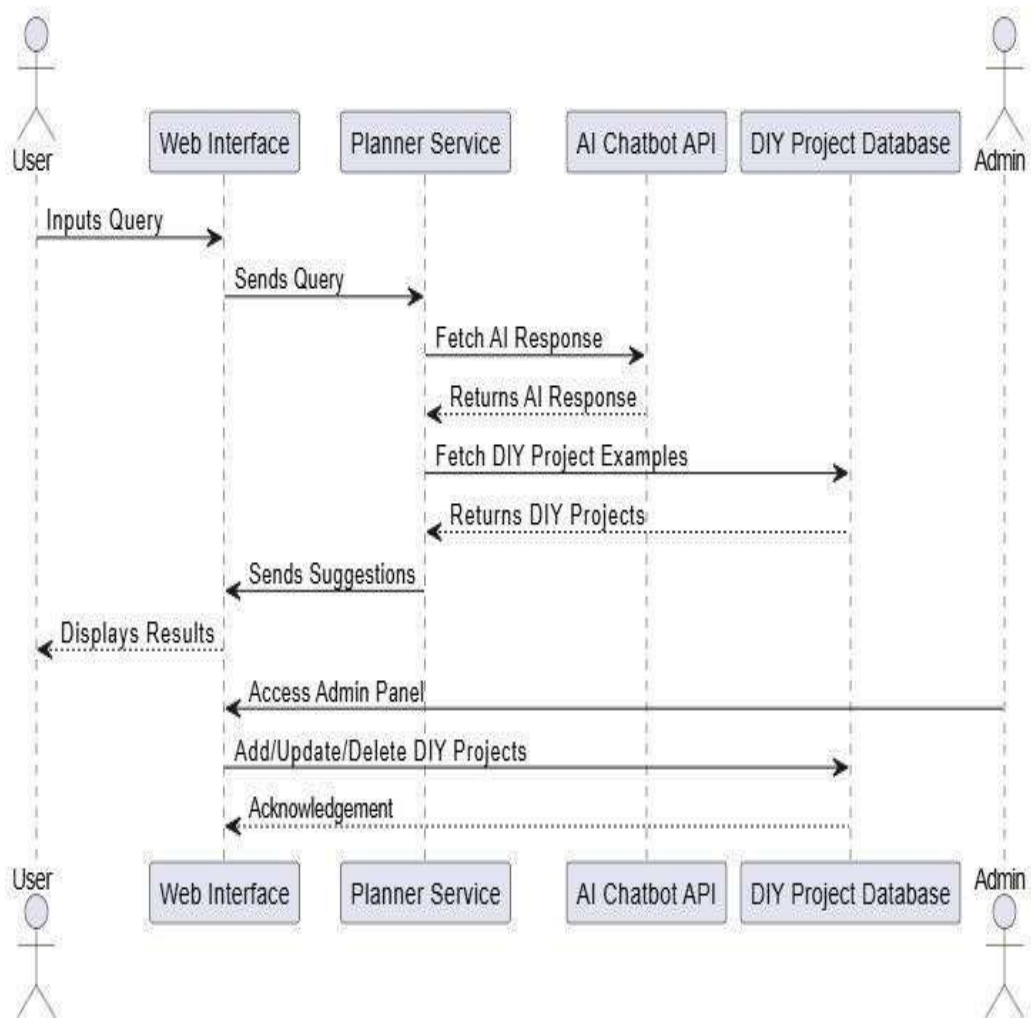 User
Web Interface
Planner Service
AI Chatbot API
DIY Project Database
Admin
Inputs Query
Sends Query
Fetch AI Response
Returns AI Response
Fetch DIY Project Examples
Returns DIY Projects
Sends Suggestions
Displays Results
Access Admin Panel
Add/Update/Delete DIY Projects
Acknowledgement
User
Web Interface
Planner Service
AI Chatbot API
DIY Project Database
Admin